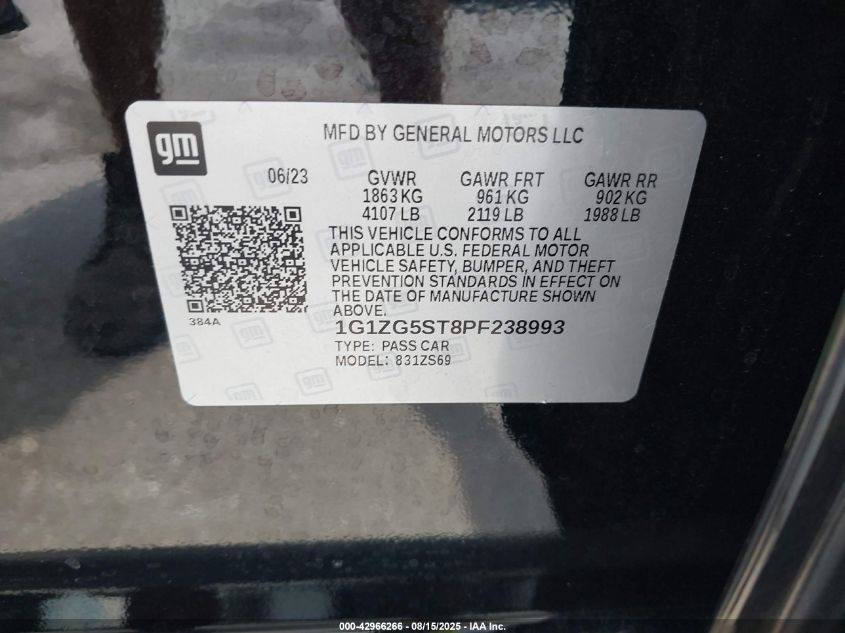 gm
MFD BY GENERAL MOTORS LLC
06/23
GVWR GAWR FRT GAWR RR
1863 KG 961 KG 902 KG
4107 LB 2119 LB 1988 LB
THIS VEHICLE CONFORMS TO ALL
APPLICABLE U.S. FEDERAL MOTOR
VEHICLE SAFETY, BUMPER, AND THEFT
PREVENTION STANDARDS IN EFFECT ON
THE DATE OF MANUFACTURE SHOWN
ABOVE.
384A
1G1ZG5ST8PF238993
TYPE: PASS CAR
MODEL: 831ZS69
000-42966266 - 08/15/2025 - IAA Inc.